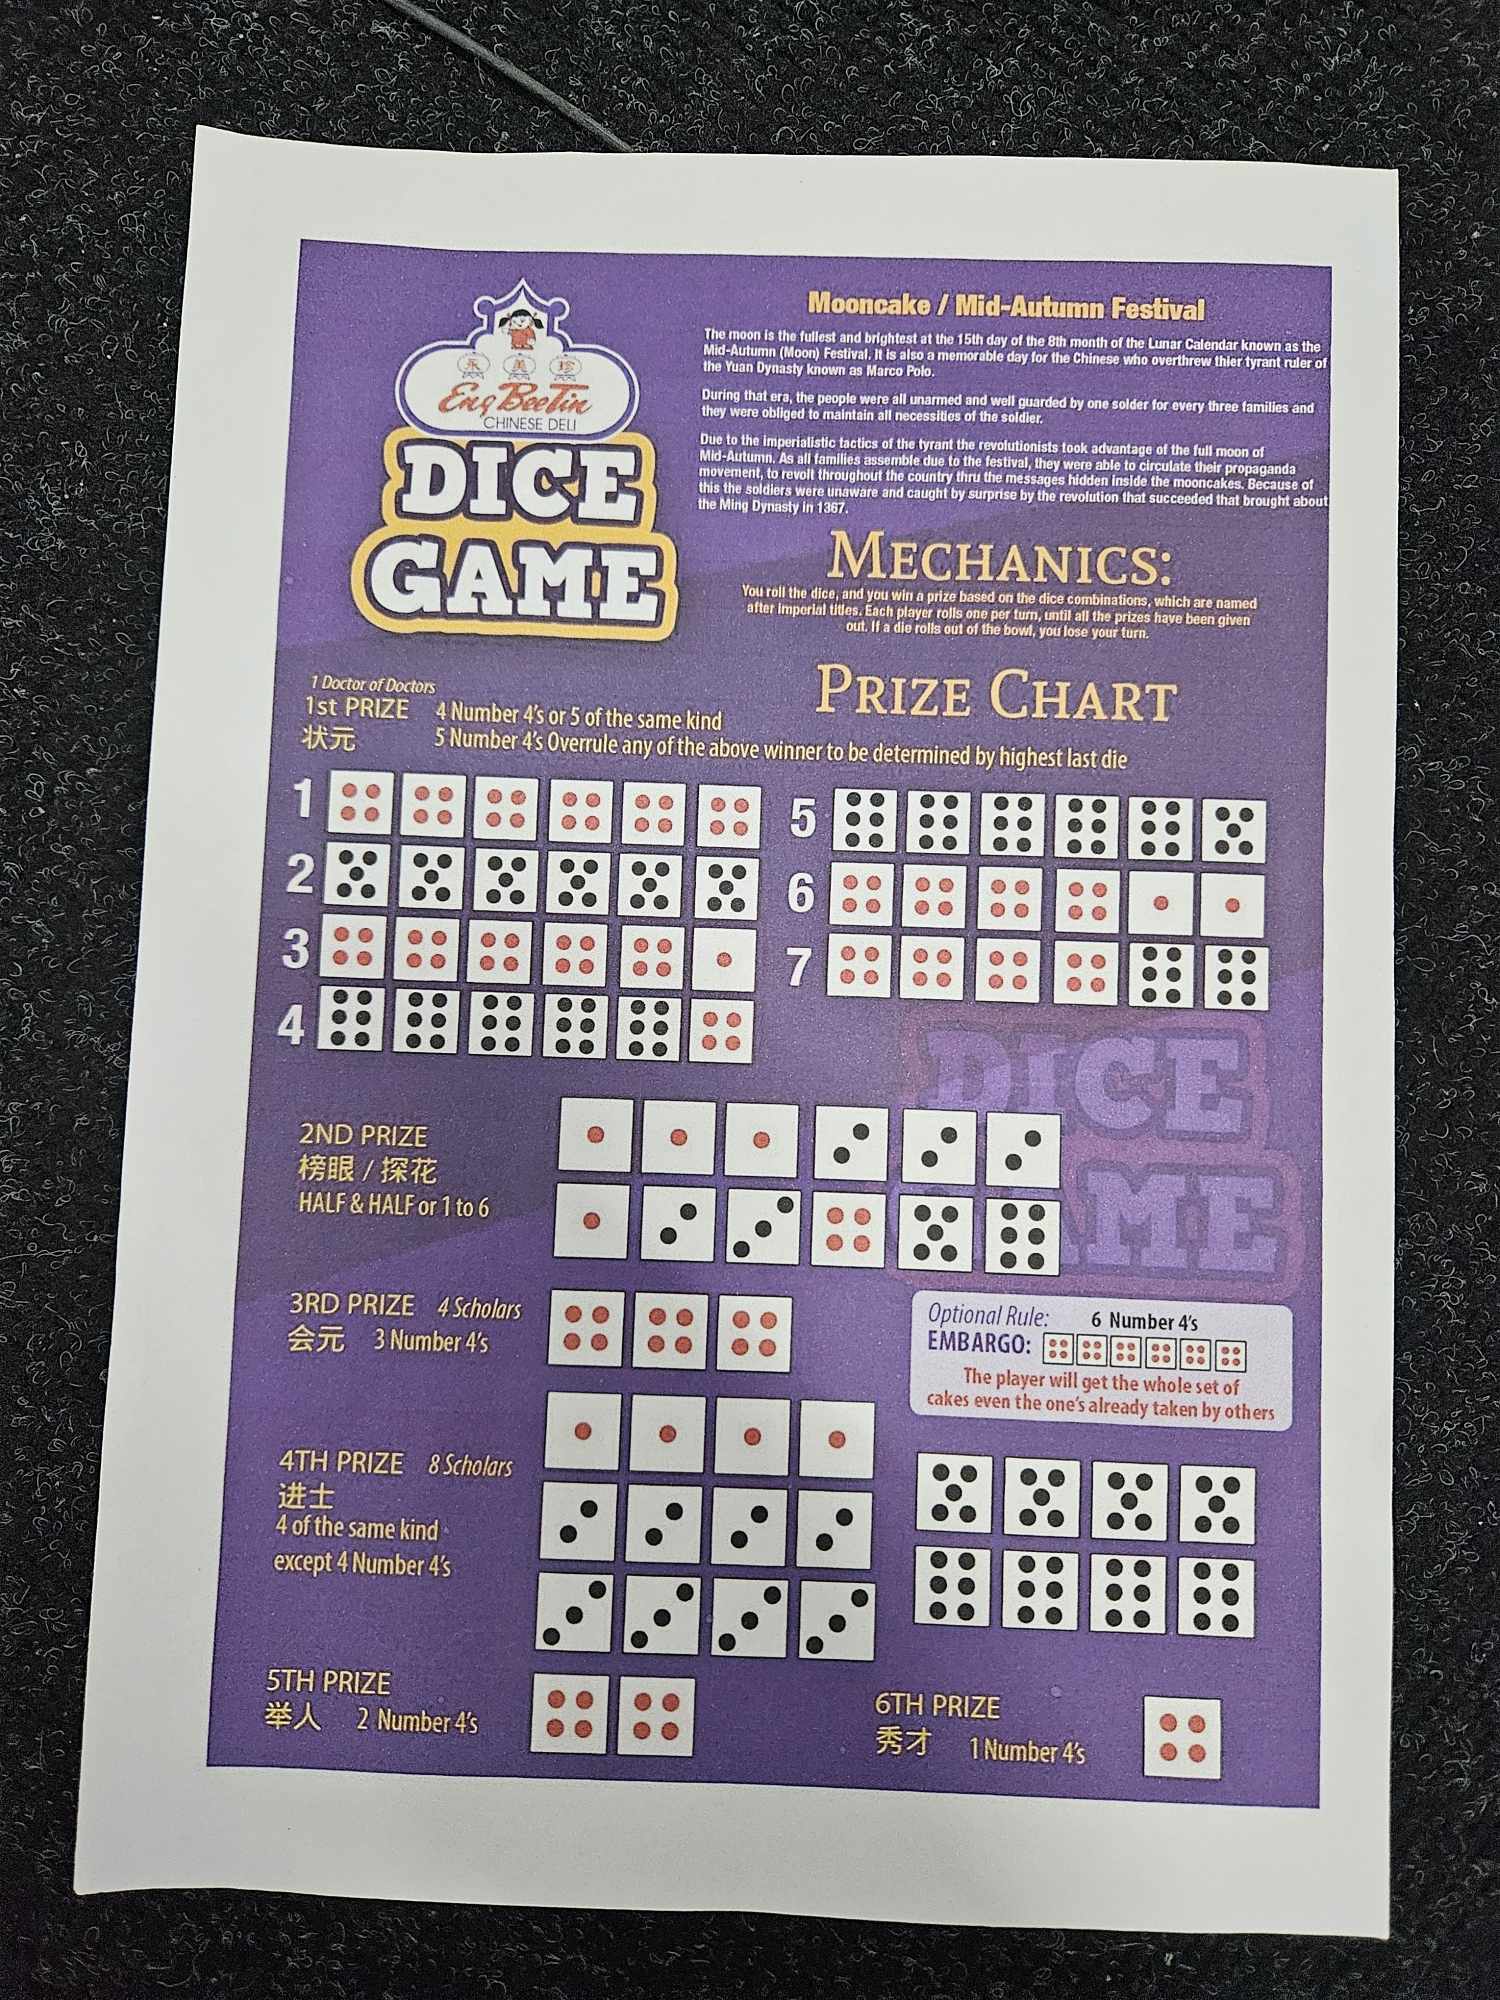 永 美 珍
Eng Bee Tin
CHINESE DELI
DICE
GAME
Mooncake / Mid-Autumn Festival
The moon is the fullest and brightest at the 15th day of the 8th month of the Lunar Calendar known as the
Mid-Autumn (Moon) Festival. It is also a memorable day for the Chinese who overthrew thier tyrant ruler of
the Yuan Dynasty known as Marco Polo.
During that era, the people were all unarmed and well guarded by one solder for every three families and
they were obliged to maintain all necessities of the soldier.
Due to the imperialistic tactics of the tyrant the revolutionists took advantage of the full moon of
Mid-Autumn. As all families assemble due to the festival, they were able to circulate their propaganda
movement, to revolt throughout the country thru the messages hidden inside the mooncakes. Because of
this the soldiers were unaware and caught by surprise by the revolution that succeeded that brought about
the Ming Dynasty in 1367.
MECHANICS:
You roll the dice, and you win a prize based on the dice combinations, which are named
after imperial titles. Each player rolls one per turn, until all the prizes have been given
out. If a die rolls out of the bowl, you lose your turn.
PRIZE CHART
1 Doctor of Doctors
1st PRIZE 4 Number 4's or 5 of the same kind
状元 5 Number 4's Overrule any of the above winner to be determined by highest last die
1
2
3
4
5
6
7
DICE
GAME
2ND PRIZE
榜眼 / 探花
HALF & HALF or 1 to 6
3RD PRIZE 4 Scholars
会元 3 Number 4's
Optional Rule: 6 Number 4's
EMBARGO:
The player will get the whole set of
cakes even the one's already taken by others
4TH PRIZE 8 Scholars
进士
4 of the same kind
except 4 Number 4's
5TH PRIZE
举人 2 Number 4's
6TH PRIZE
秀才 1 Number 4's